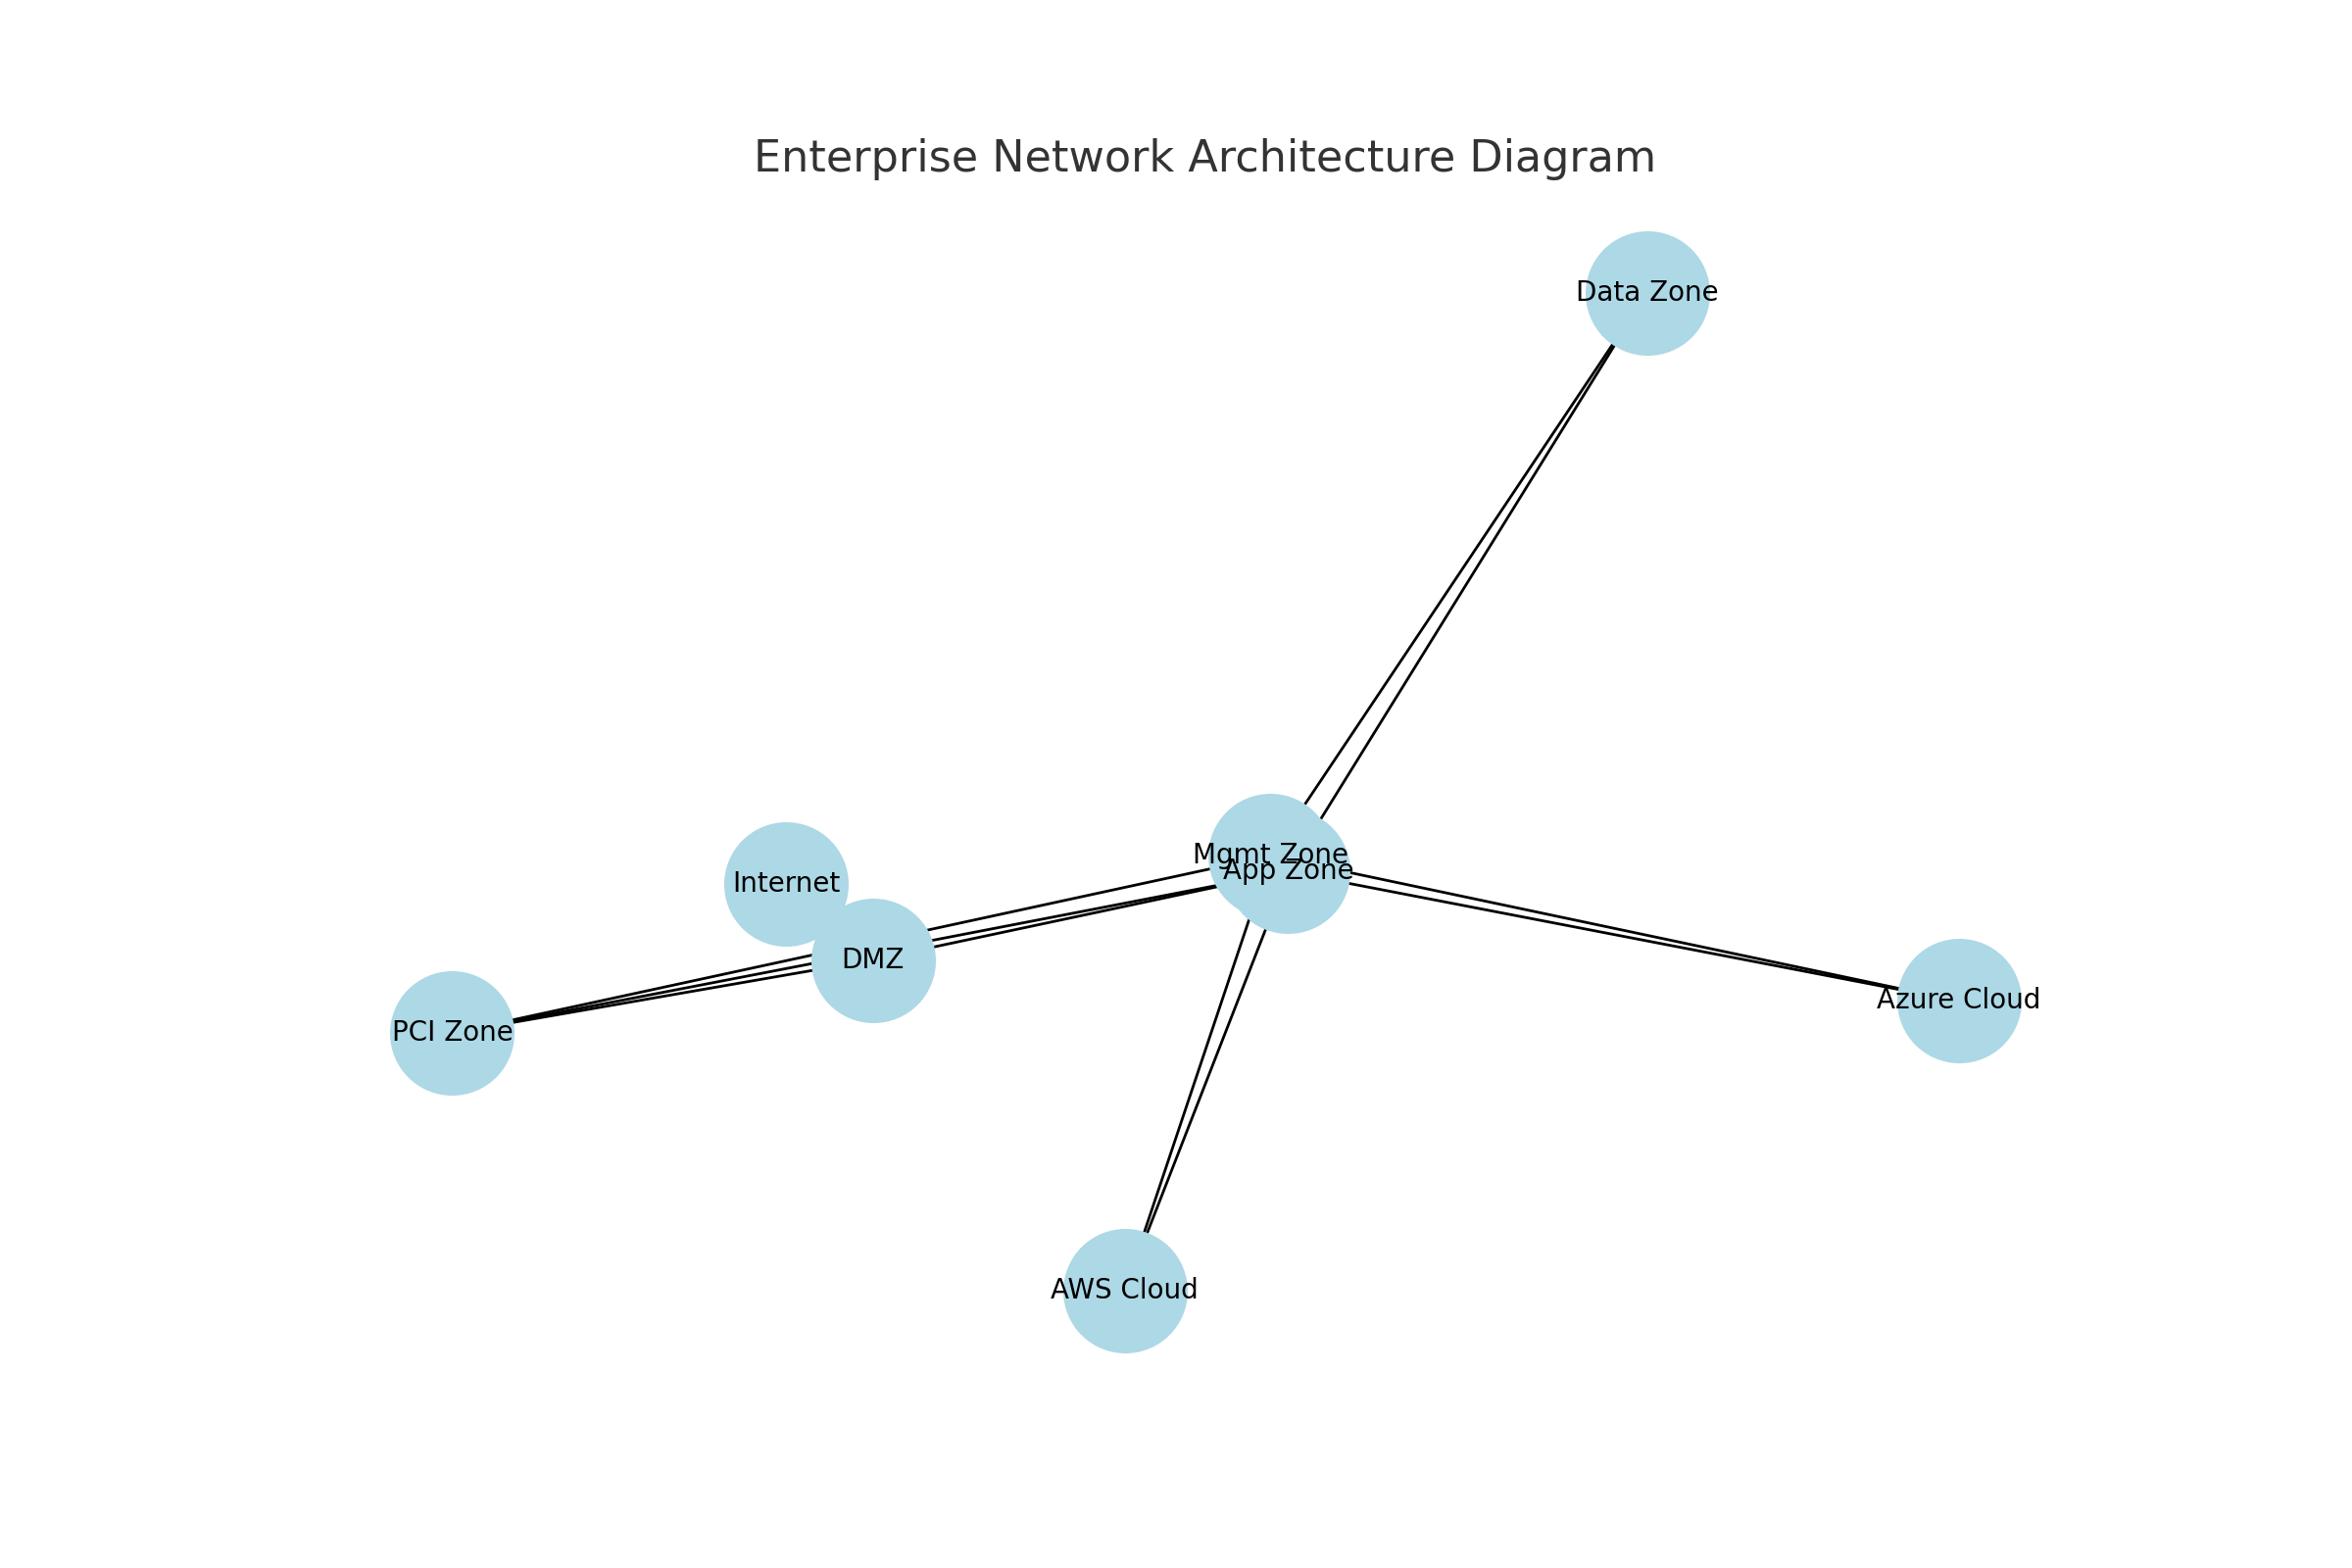 Enterprise Network Architecture Diagram
Data Zone
Mgmt Zone
App Zone
Internet
DMZ
Azure Cloud
PCI Zone
AWS Cloud